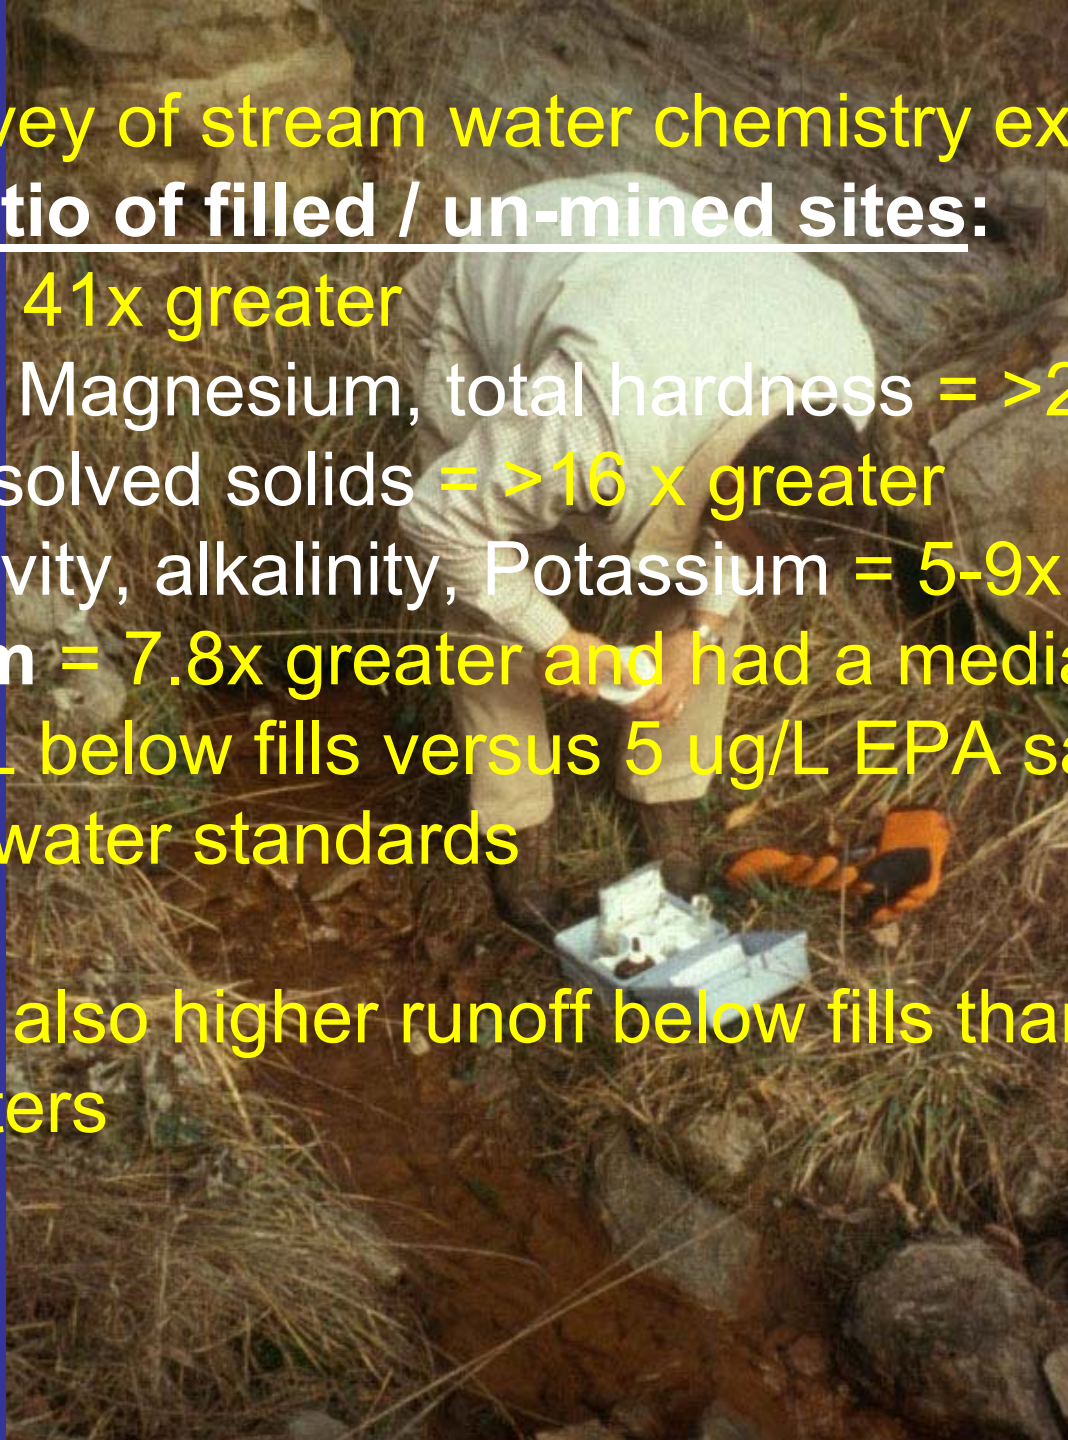 vey of stream water chemistry ex
tio of filled / un-mined sites:
41x greater
Magnesium, total hardness = >2
solved solids = >16 x greater
vity, alkalinity, Potassium = 5-9x
m = 7.8x greater and had a media
L below fills versus 5 ug/L EPA sa
water standards
also higher runoff below fills than
ters